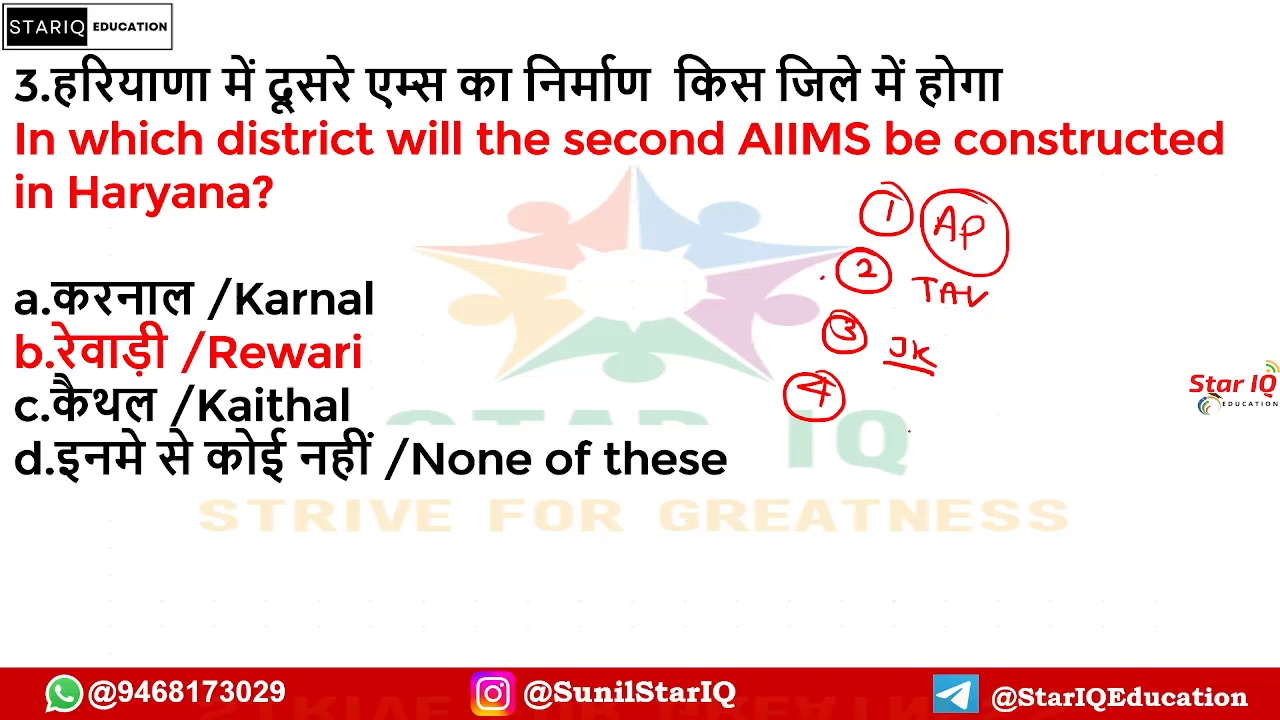 STARIQ EDUCATION
3.हरियाणा में दूसरे एम्स का निर्माण किस जिले में होगा
In which district will the second AIIMS be constructed
in Haryana?
1 AP
2 TAV
3 JK
4
a.करनाल /Karnal
b.रेवाड़ी /Rewari
c.कैथल /Kaithal
d.इनमे से कोई नहीं /None of these
Star IQ
EDUCATION
STAR IQ
STRIVE FOR GREATNESS
@9468173029 @SunilStarIQ @StarIQEducation